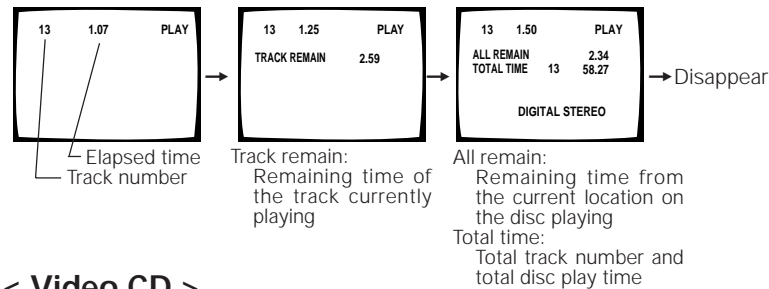 13 1.07 PLAY
Elapsed time
Track number
13 1.25 PLAY
TRACK REMAIN 2.59
Track remain:
Remaining time of
the track currently
playing
13 1.50 PLAY
ALL REMAIN 2.34
TOTAL TIME 13 58.27
DIGITAL STEREO
All remain:
Remaining time from
the current location on
the disc playing
Total time:
Total track number and
total disc play time
Disappear
< Video CD >